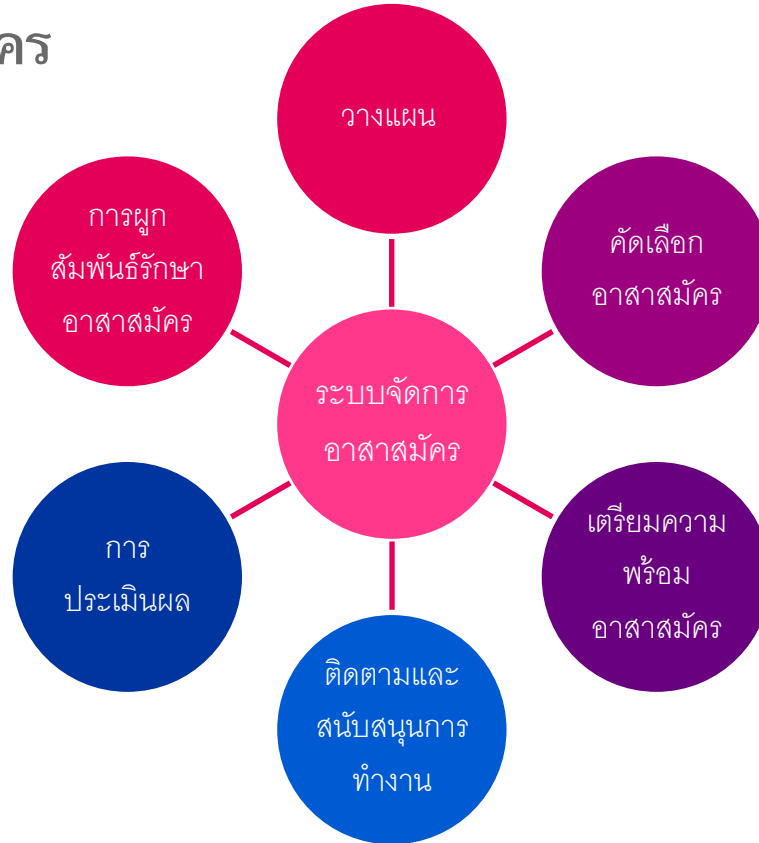 คร
วางแผน
คัดเลือก
อาสาสมัคร
เตรียมความ
พร้อม
อาสาสมัคร
ติดตามและ
สนับสนุนการ
ทำงาน
การ
ประเมินผล
การผูก
สัมพันธ์รักษา
อาสาสมัคร
ระบบจัดการ
อาสาสมัคร